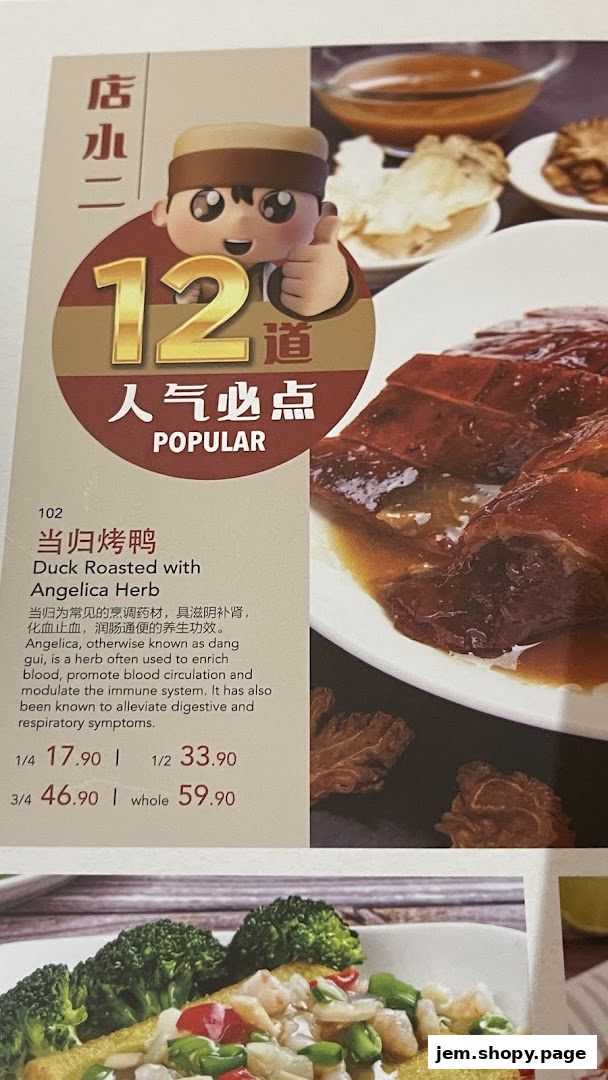 店小二
12道
人气必点
POPULAR
102
当归烤鸭
Duck Roasted with
Angelica Herb
当归为常见的烹调药材，具滋阴补肾，
化血止血，润肠通便的养生功效。
Angelica, otherwise known as dang
gui, is a herb often used to enrich
blood, promote blood circulation and
modulate the immune system. It has also
been known to alleviate digestive and
respiratory symptoms.
1/4 17.90 | 1/2 33.90
3/4 46.90 | whole 59.90
jem.shopy.page